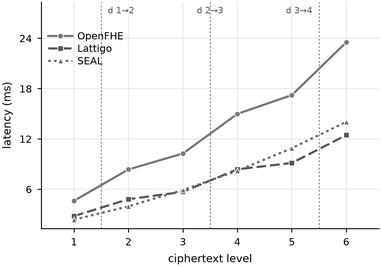 d 1→2 d 2→3 d 3→4
OpenFHE
Lattigo
SEAL
24
18
12
6
latency (ms)
1 2 3 4 5 6
ciphertext level